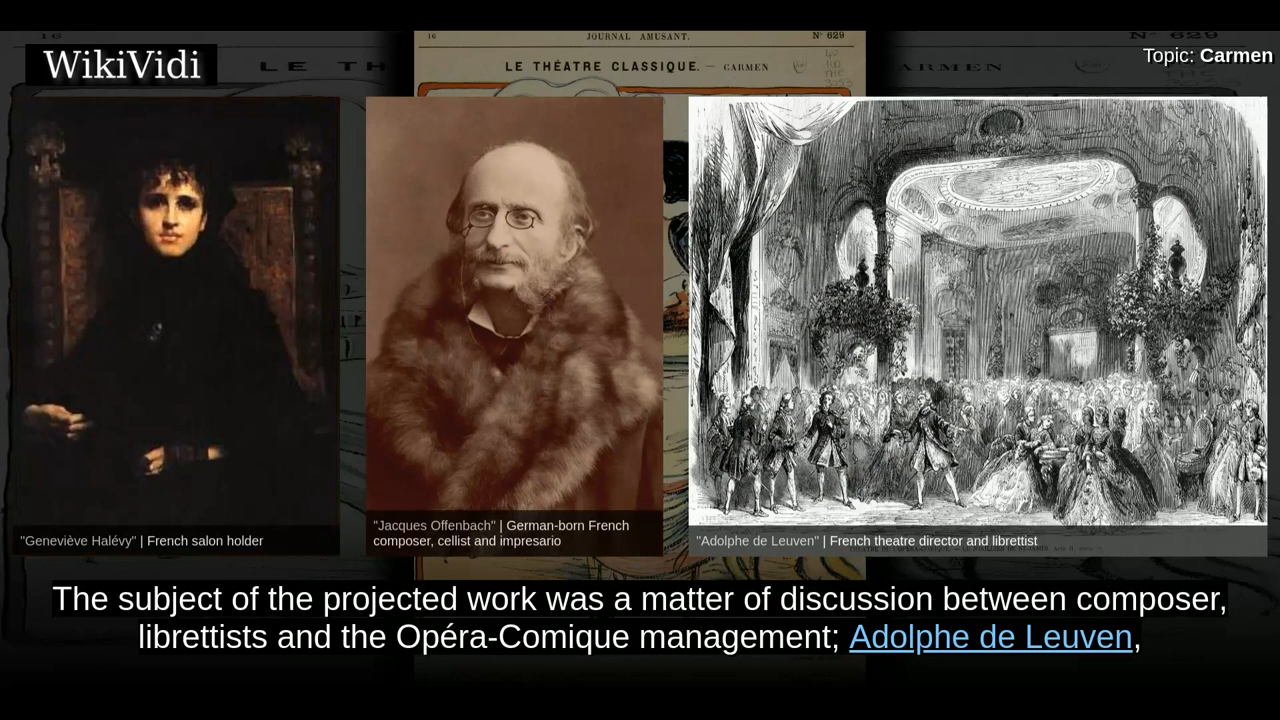 16 JOURNAL AMUSANT. N° 629
WikiVidi
Topic: Carmen
LE THÉATRE CLASSIQUE. — CARMEN
"Geneviève Halévy" | French salon holder
"Jacques Offenbach" | German-born French
composer, cellist and impresario
"Adolphe de Leuven" | French theatre director and librettist
The subject of the projected work was a matter of discussion between composer,
librettists and the Opéra-Comique management; Adolphe de Leuven,